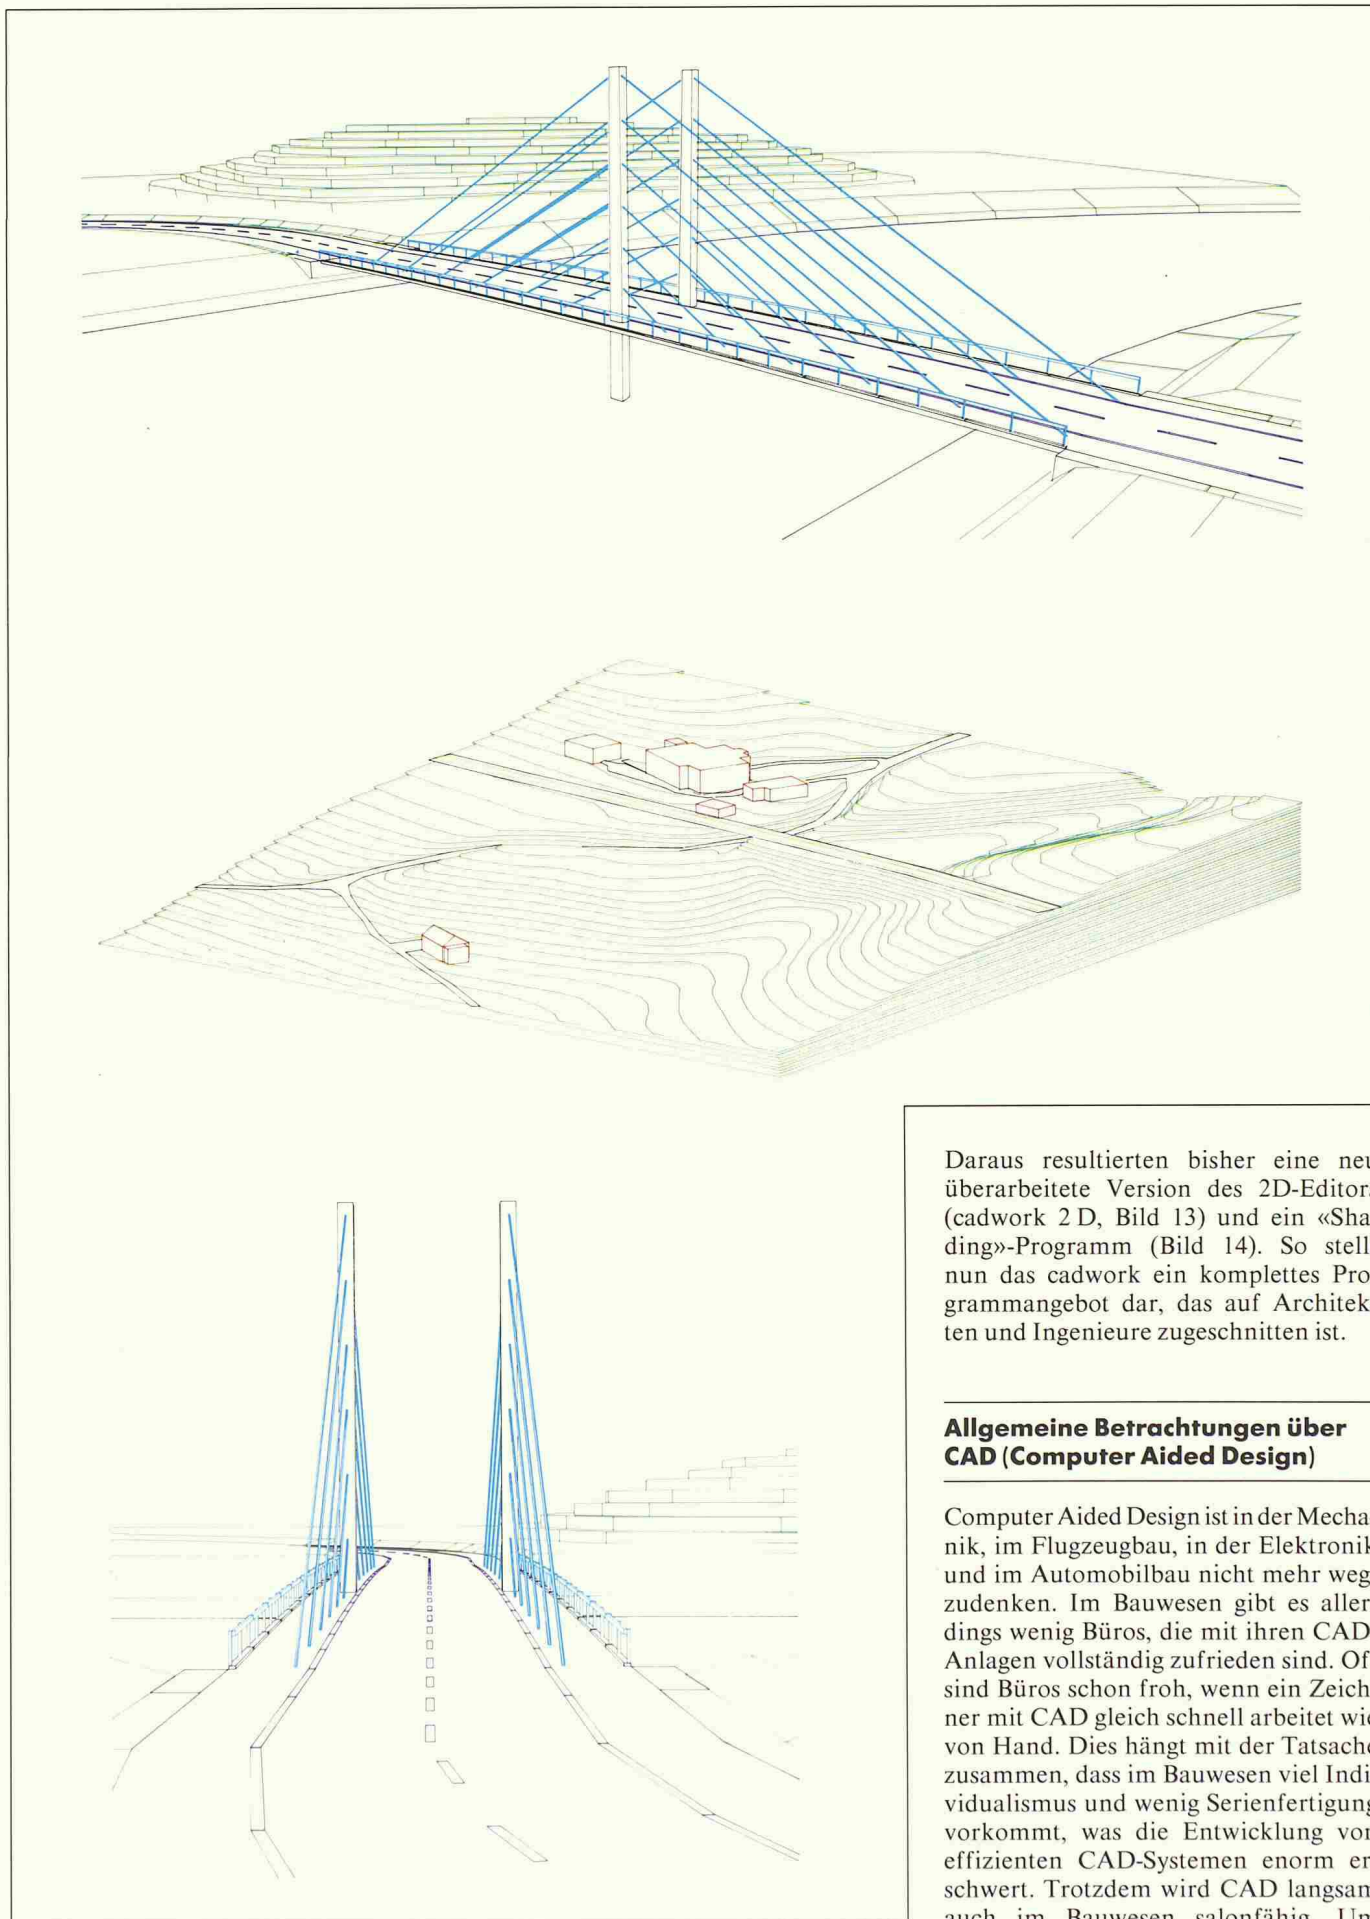 Daraus resultierten bisher eine neu
überarbeitete Version des 2D-Editor
(cadwork 2 D, Bild 13) und ein «Sha
ding»-Programm (Bild 14). So stell
nun das cadwork ein komplettes Pro
grammangebot dar, das auf Architek
ten und Ingenieure zugeschnitten ist.
Allgemeine Betrachtungen über
CAD (Computer Aided Design)
Computer Aided Design ist in der Mecha
nik, im Flugzeugbau, in der Elektronik
und im Automobilbau nicht mehr weg
zudenken. Im Bauwesen gibt es aller
dings wenig Büros, die mit ihren CAD
Anlagen vollständig zufrieden sind. Of
sind Büros schon froh, wenn ein Zeich
ner mit CAD gleich schnell arbeitet wie
von Hand. Dies hängt mit der Tatsache
zusammen, dass im Bauwesen viel Indi
vidualismus und wenig Serienfertigung
vorkommt, was die Entwicklung von
effizienten CAD-Systemen enorm er
schwert. Trotzdem wird CAD langsam
auch im Bauwesen salonfähig. Um